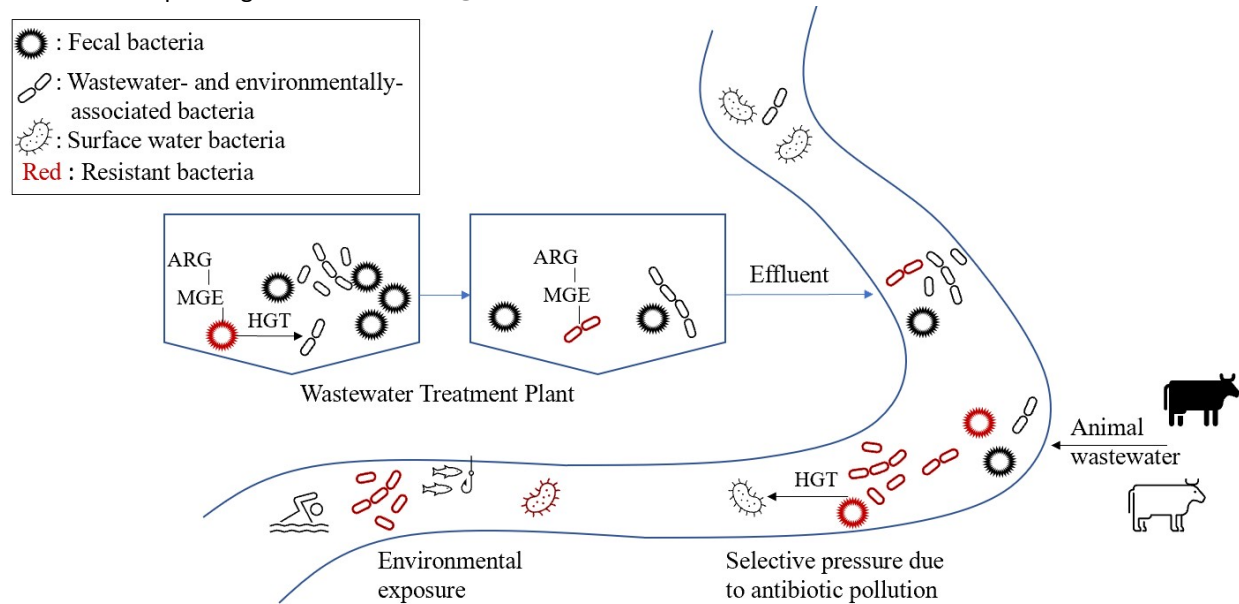 : Fecal bacteria
: Wastewater- and environmentally-
associated bacteria
: Surface water bacteria
Red : Resistant bacteria
ARG
MGE
HGT
ARG
MGE
Effluent
Wastewater Treatment Plant
Animal
wastewater
HGT
Environmental
exposure
Selective pressure due
to antibiotic pollution